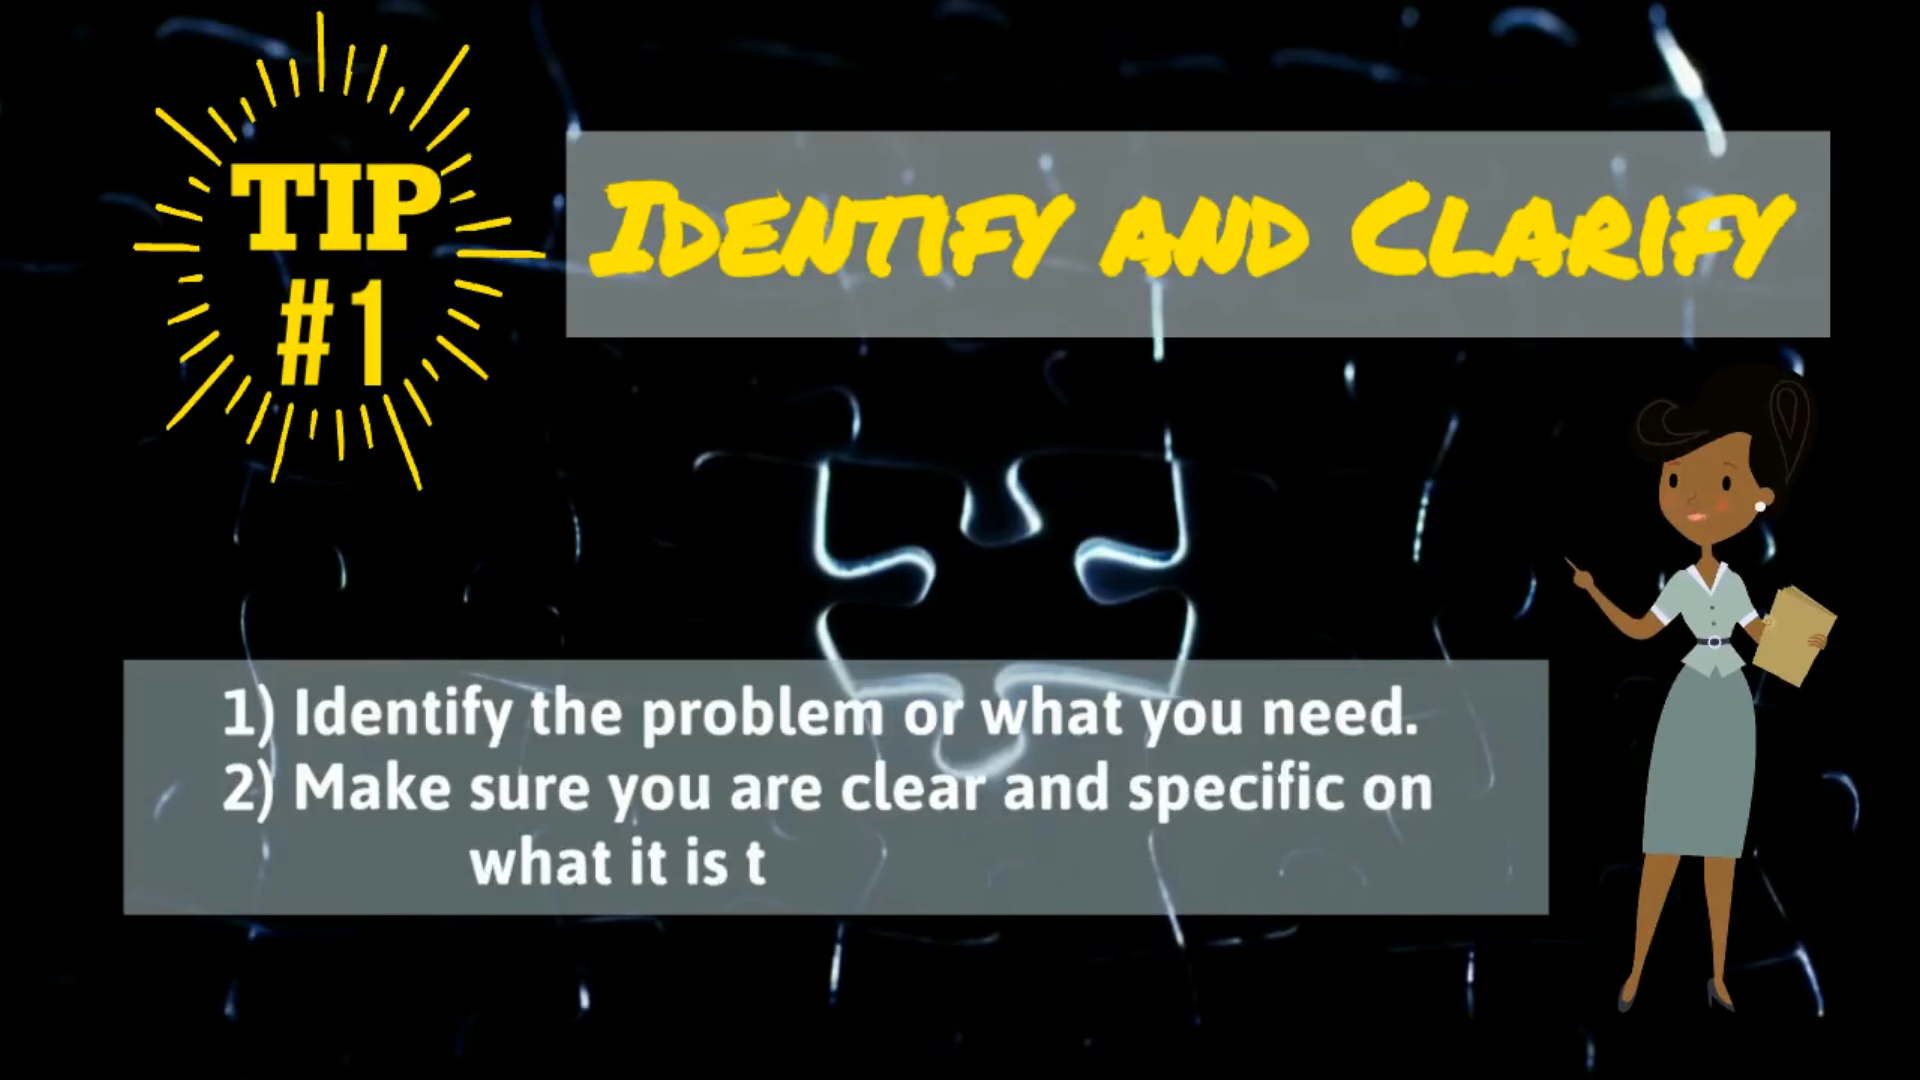 TIP
#1
Identify and Clarify
1) Identify the problem or what you need.
2) Make sure you are clear and specific on
what it is t